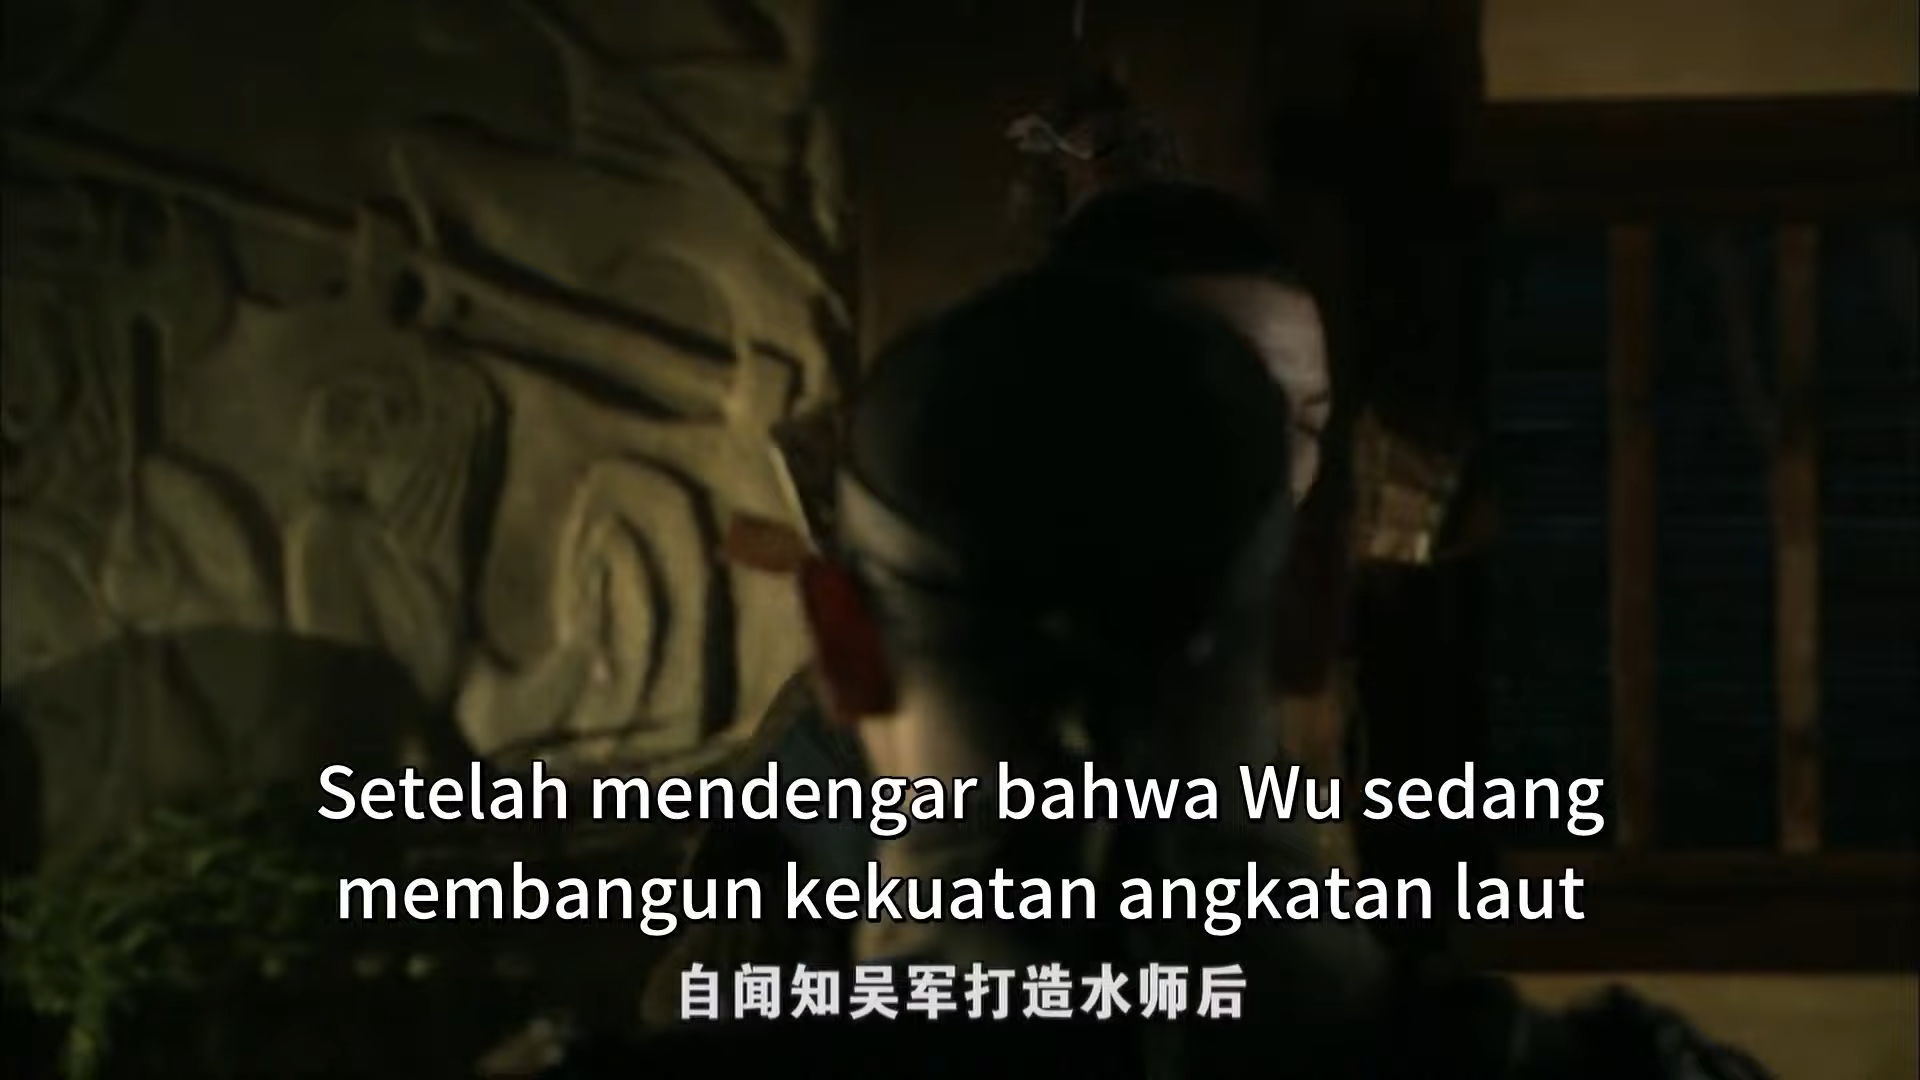 Setelah mendengar bahwa Wu sedang
membangun kekuatan angkatan laut
自闻知吴军打造水师后